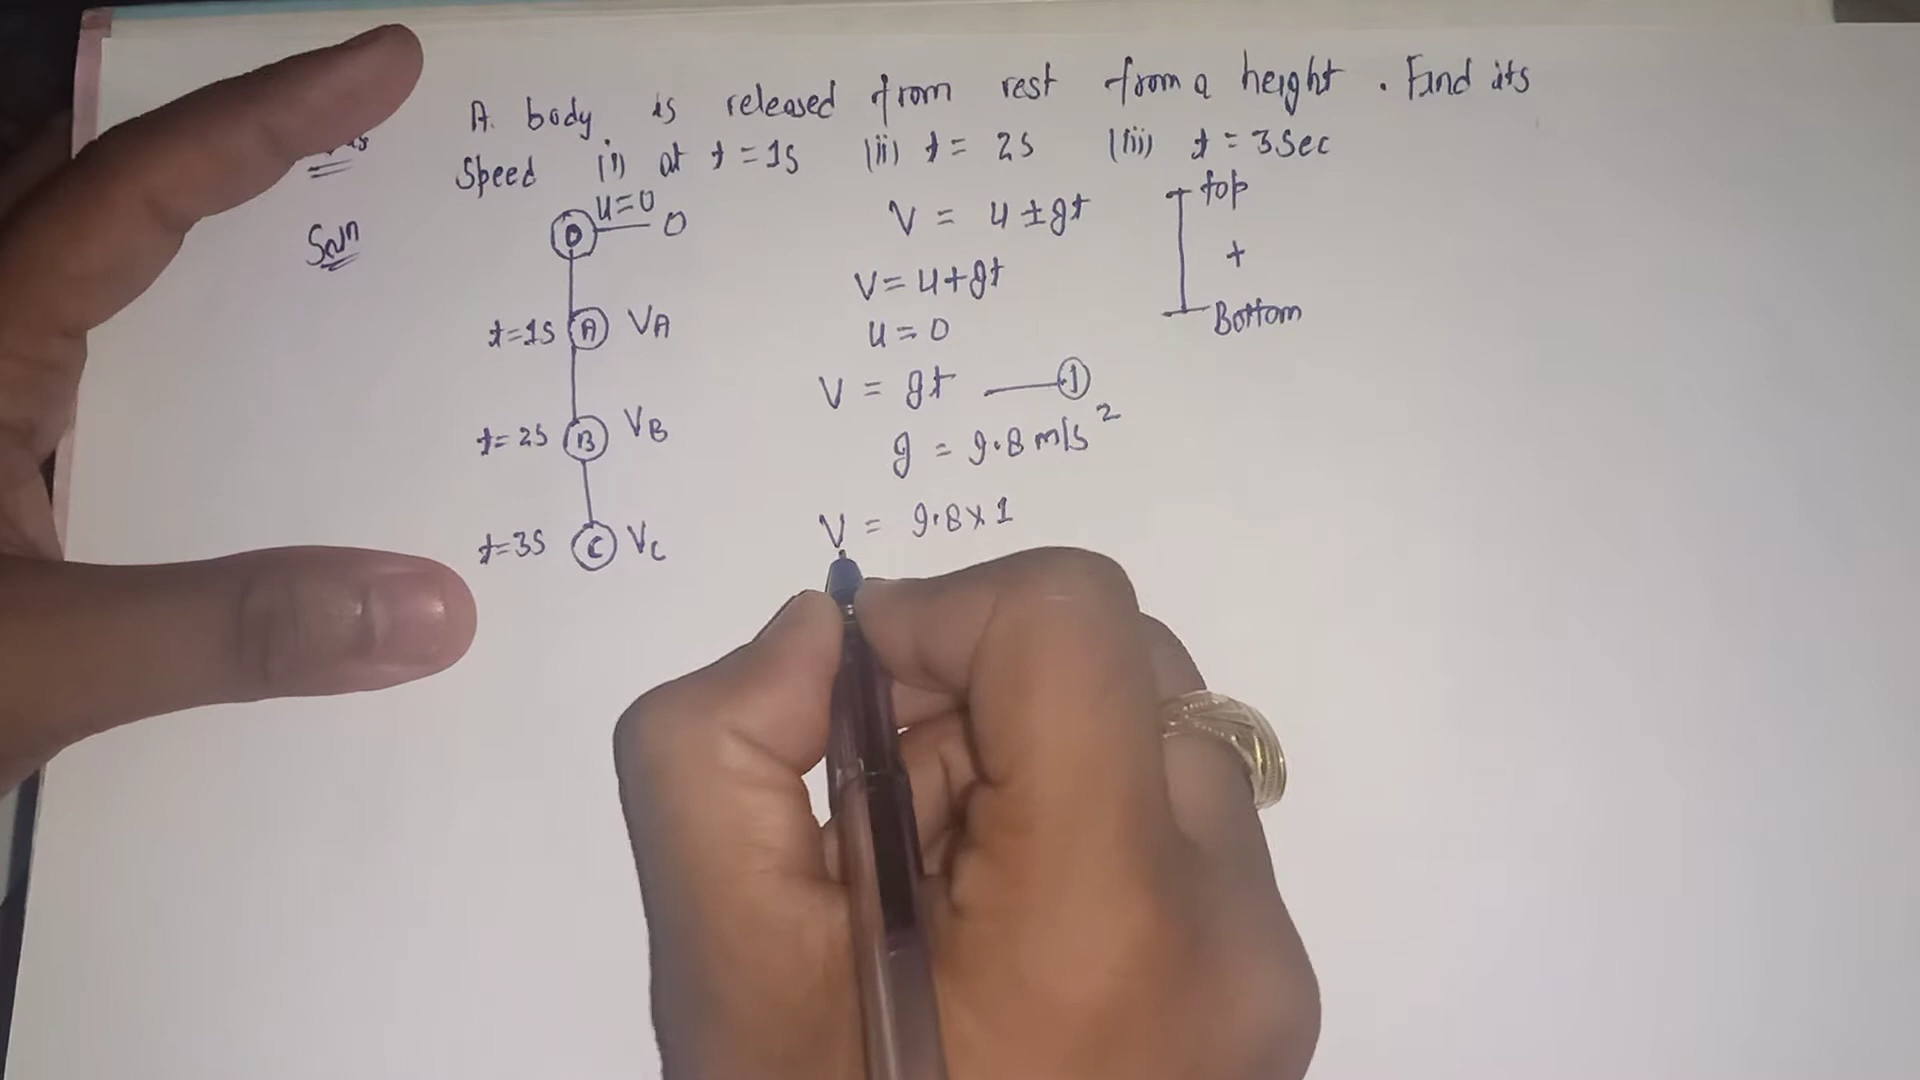 A. body is released from rest from a height. Find its
Speed (i) at t = 1s (ii) t = 2s (iii) t = 3Sec
Soln
u=0
O O
t=1s A VA
t=2s B VB
t=3s C VC
V = u ± gt
V = u+gt
u = 0
V = gt ——①
g = 9.8 m/s²
V = 9.8 x 1
top
+
Bottom